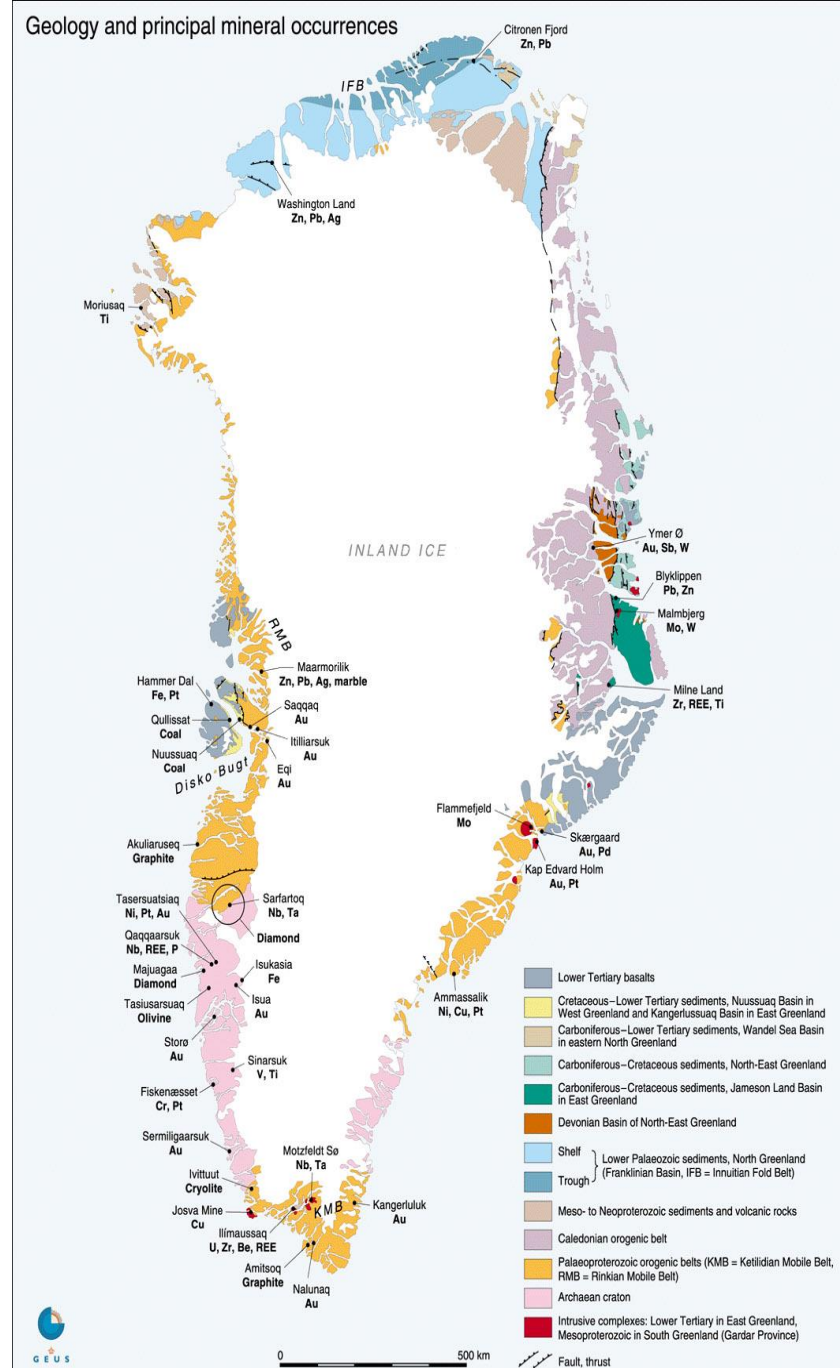 Geology and principal mineral occurrences
Citronen Fjord
Zn, Pb
IFB
Washington Land
Zn, Pb, Ag
Moriusaq
Ti
INLAND ICE
Ymer Ø
Au, Sb, W
Blyklippen
Pb, Zn
Malmbjerg
Mo, W
Milne Land
Zr, REE, Ti
RMB
Maarmorilik
Zn, Pb, Ag, marble
Hammer Dal
Fe, Pt
Saqqaq
Au
Qullissat
Coal
Itilliarsuk
Au
Nuussuaq
Coal
Disko Bugt
Eqi
Au
Flammefjeld
Mo
Skærgaard
Au, Pd
Kap Edvard Holm
Au, Pt
Akuliaruseq
Graphite
Tasersuatsiaq
Ni, Pt, Au
Sarfartoq
Nb, Ta
Diamond
Qaqqaarsuk
Nb, REE, P
Majuagaa
Diamond
Isukasia
Fe
Tasiusarsuaq
Olivine
Isua
Au
Ammassalik
Ni, Cu, Pt
Storø
Au
Sinarsuk
V, Ti
Fiskenæsset
Cr, Pt
Sermiligaarsuk
Au
Motzfeldt Sø
Nb, Ta
Ivittuut
Cryolite
Josva Mine
Cu
KMB
Kangerluluk
Au
Ilímaussaq
U, Zr, Be, REE
Amitsoq
Graphite
Nalunaq
Au
Lower Tertiary basalts
Cretaceous–Lower Tertiary sediments, Nuussuaq Basin in
West Greenland and Kangerlussuaq Basin in East Greenland
Carboniferous–Lower Tertiary sediments, Wandel Sea Basin
in eastern North Greenland
Carboniferous–Cretaceous sediments, North-East Greenland
Carboniferous–Cretaceous sediments, Jameson Land Basin
in East Greenland
Devonian Basin of North-East Greenland
Shelf
Trough
Lower Palaeozoic sediments, North Greenland
(Franklinian Basin, IFB = Innuitian Fold Belt)
Meso- to Neoproterozoic sediments and volcanic rocks
Caledonian orogenic belt
Palaeoproterozoic orogenic belts (KMB = Ketilidian Mobile Belt,
RMB = Rinkian Mobile Belt)
Archaean craton
Intrusive complexes: Lower Tertiary in East Greenland,
Mesoproterozoic in South Greenland (Gardar Province)
Fault, thrust
0 500 km
GEUS